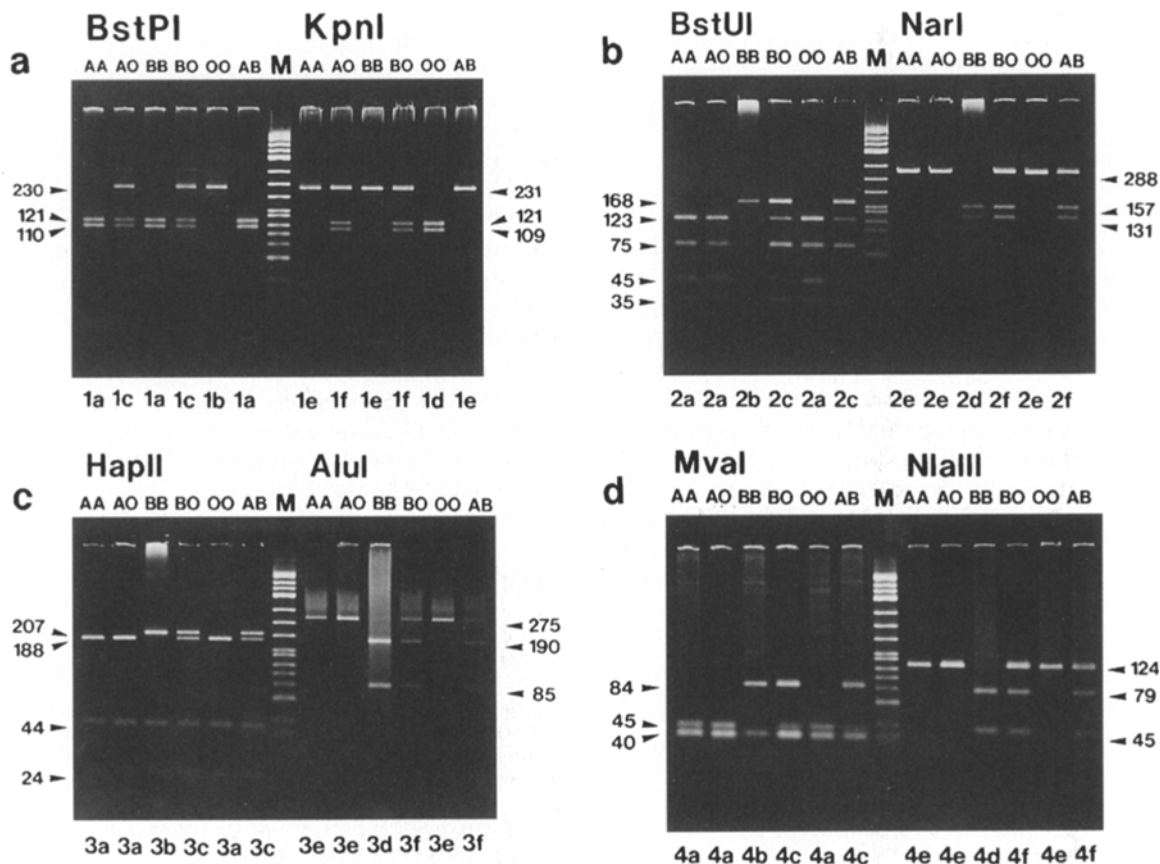 BstPI KpnI
a AA AO BB BO OO AB M AA AO BB BO OO AB
230 231
121 121
110 109
1a 1c 1a 1c 1b 1a 1e 1f 1e 1f 1d 1e
BstUI NarI
b AA AO BB BO OO AB M AA AO BB BO OO AB
168 288
123 157
75 131
45
35
2a 2a 2b 2c 2a 2c 2e 2e 2d 2f 2e 2f
HapII AluI
c AA AO BB BO OO AB M AA AO BB BO OO AB
207 275
188 190
44 85
24
3a 3a 3b 3c 3a 3c 3e 3e 3d 3f 3e 3f
MvaI NlaIII
d AA AO BB BO OO AB M AA AO BB BO OO AB
84 124
45 79
40 45
4a 4a 4b 4c 4a 4c 4e 4e 4d 4f 4e 4f